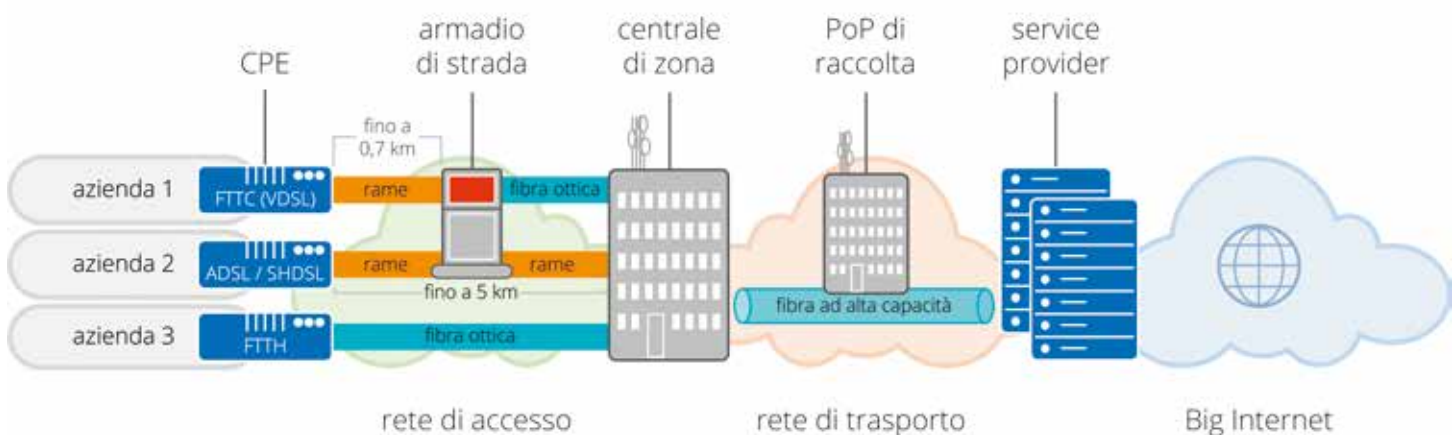 CPE
armadio
di strada
centrale
di zona
PoP di
raccolta
service
provider
fino a
0,7 km
azienda 1
FTTC (VDSL)
rame
fibra ottica
azienda 2
ADSL / SHDSL
rame
rame
fino a 5 km
fibra ad alta capacità
azienda 3
FTTH
fibra ottica
rete di accesso
rete di trasporto
Big Internet